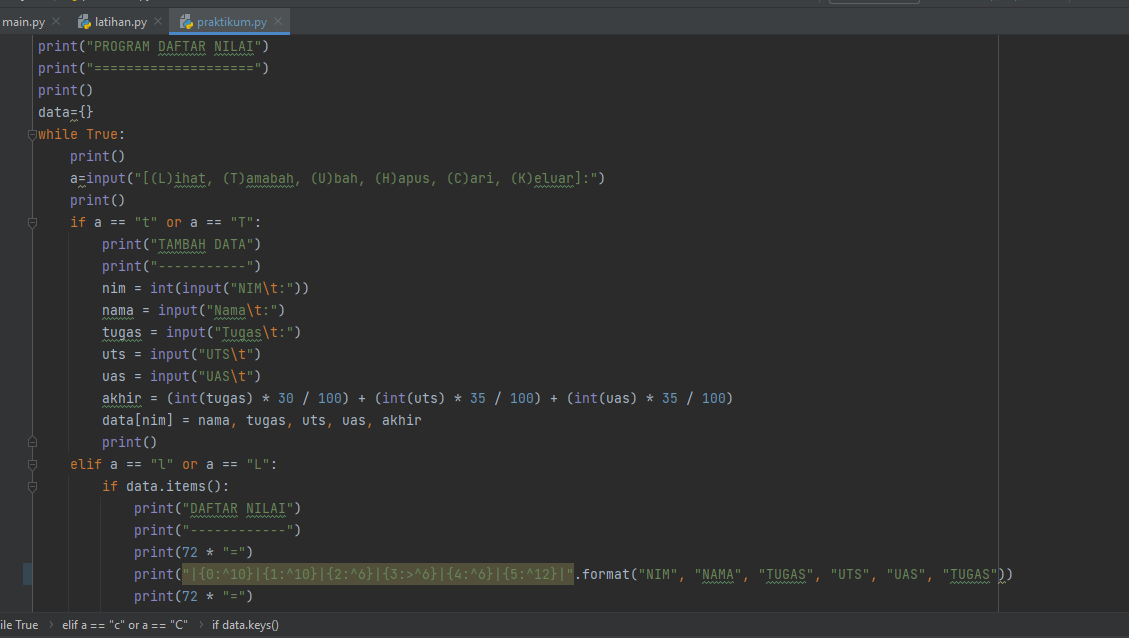 main.py latihan.py praktikum.py
print("PROGRAM DAFTAR NILAI")
print("====================")
print()
data={}
while True:
    print()
    a=input("[(L)ihat, (T)amabah, (U)bah, (H)apus, (C)ari, (K)eluar]:")
    print()
    if a == "t" or a == "T":
        print("TAMBAH DATA")
        print("-----------")
        nim = int(input("NIM\t:"))
        nama = input("Nama\t:")
        tugas = input("Tugas\t:")
        uts = input("UTS\t")
        uas = input("UAS\t")
        akhir = (int(tugas) * 30 / 100) + (int(uts) * 35 / 100) + (int(uas) * 35 / 100)
        data[nim] = nama, tugas, uts, uas, akhir
        print()
    elif a == "l" or a == "L":
        if data.items():
            print("DAFTAR NILAI")
            print("------------")
            print(72 * "=")
            print("|{0:^10}|{1:^10}|{2:^6}|{3:>^6}|{4:^6}|{5:^12}|".format("NIM", "NAMA", "TUGAS", "UTS", "UAS", "TUGAS"))
            print(72 * "=")
ile True > elif a == "c" or a == "C" > if data.keys()